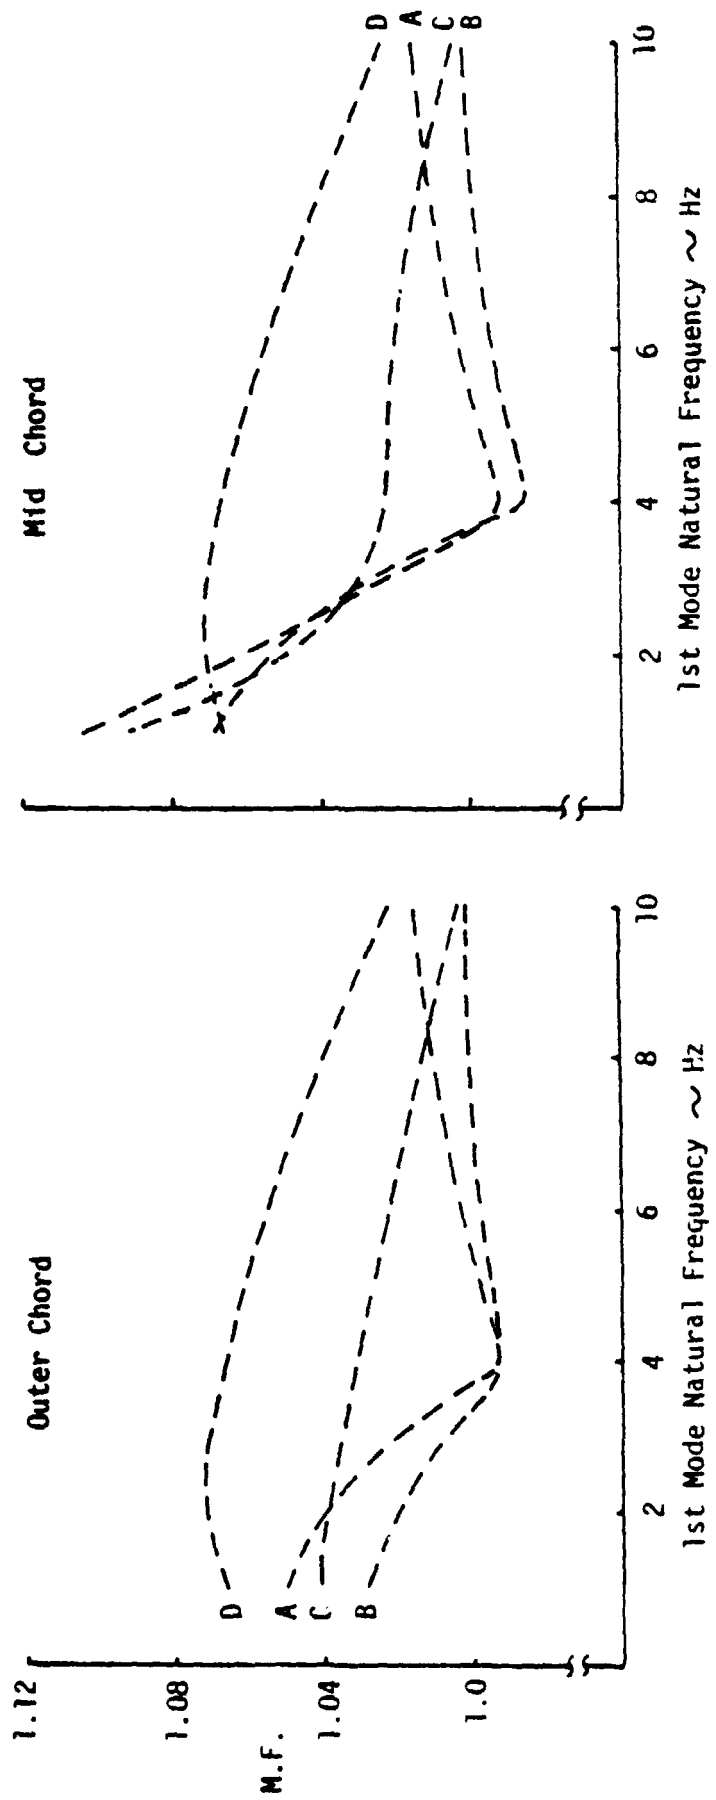 Outer Chord
M.F.
1.12
1.08
1.04
1.0
D
A
C
B
2
4
6
8
10
1st Mode Natural Frequency ~ Hz
Mid Chord
D
A
C
B
2
4
6
8
10
1st Mode Natural Frequency ~ Hz